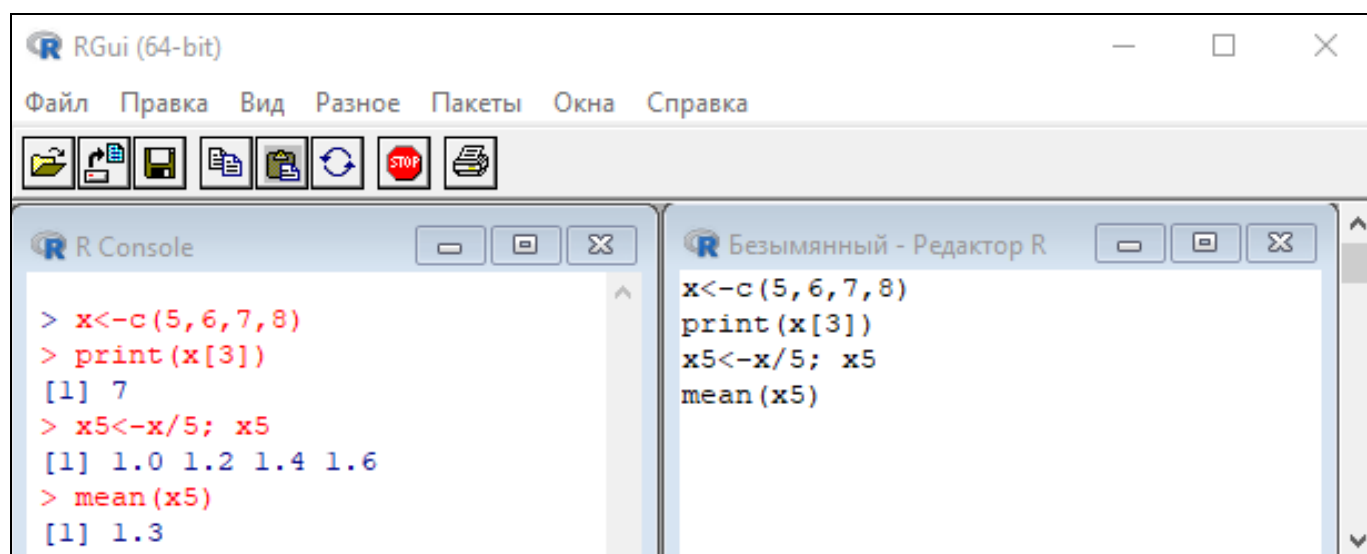 RGui (64-bit)
Файл Правка Вид Разное Пакеты Окна Справка
STOP
R Console
> x<-c(5,6,7,8)
> print(x[3])
[1] 7
> x5<-x/5; x5
[1] 1.0 1.2 1.4 1.6
> mean(x5)
[1] 1.3
Безымянный - Редактор R
x<-c(5,6,7,8)
print(x[3])
x5<-x/5; x5
mean(x5)